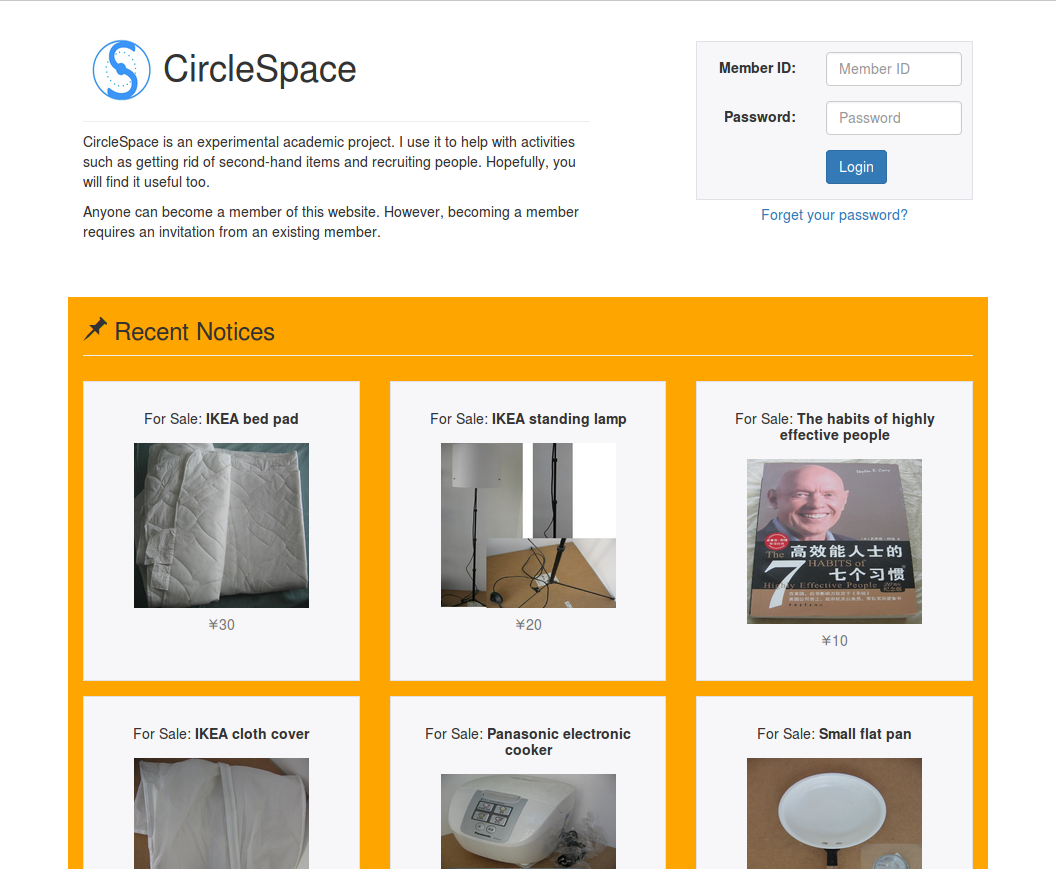 CircleSpace
Member ID:
Member ID
Password:
Password
Login
Forget your password?
CircleSpace is an experimental academic project. I use it to help with activities
such as getting rid of second-hand items and recruiting people. Hopefully, you
will find it useful too.
Anyone can become a member of this website. However, becoming a member
requires an invitation from an existing member.
Recent Notices
For Sale: IKEA bed pad
¥30
For Sale: IKEA standing lamp
¥20
For Sale: The habits of highly
effective people
高效能人士的
The 7 HABITS of
七个习惯
Highly Effective People
¥10
For Sale: IKEA cloth cover
For Sale: Panasonic electronic
cooker
Panasonic
For Sale: Small flat pan